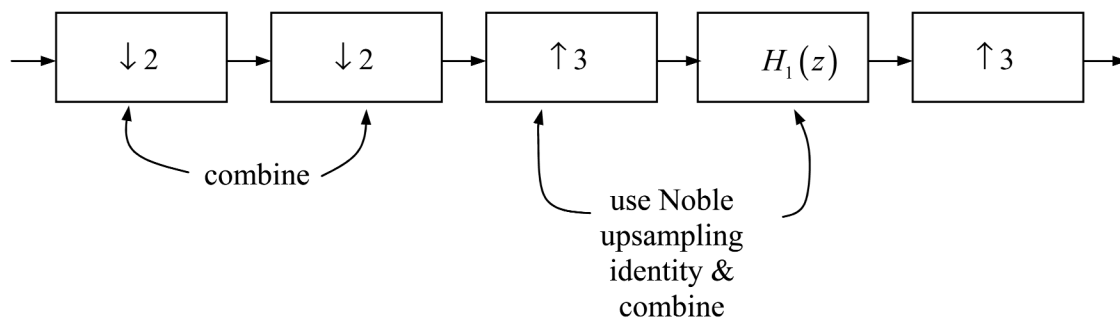 ↓2 ↓2 ↑3 H₁(z) ↑3
combine
use Noble
upsampling
identity &
combine